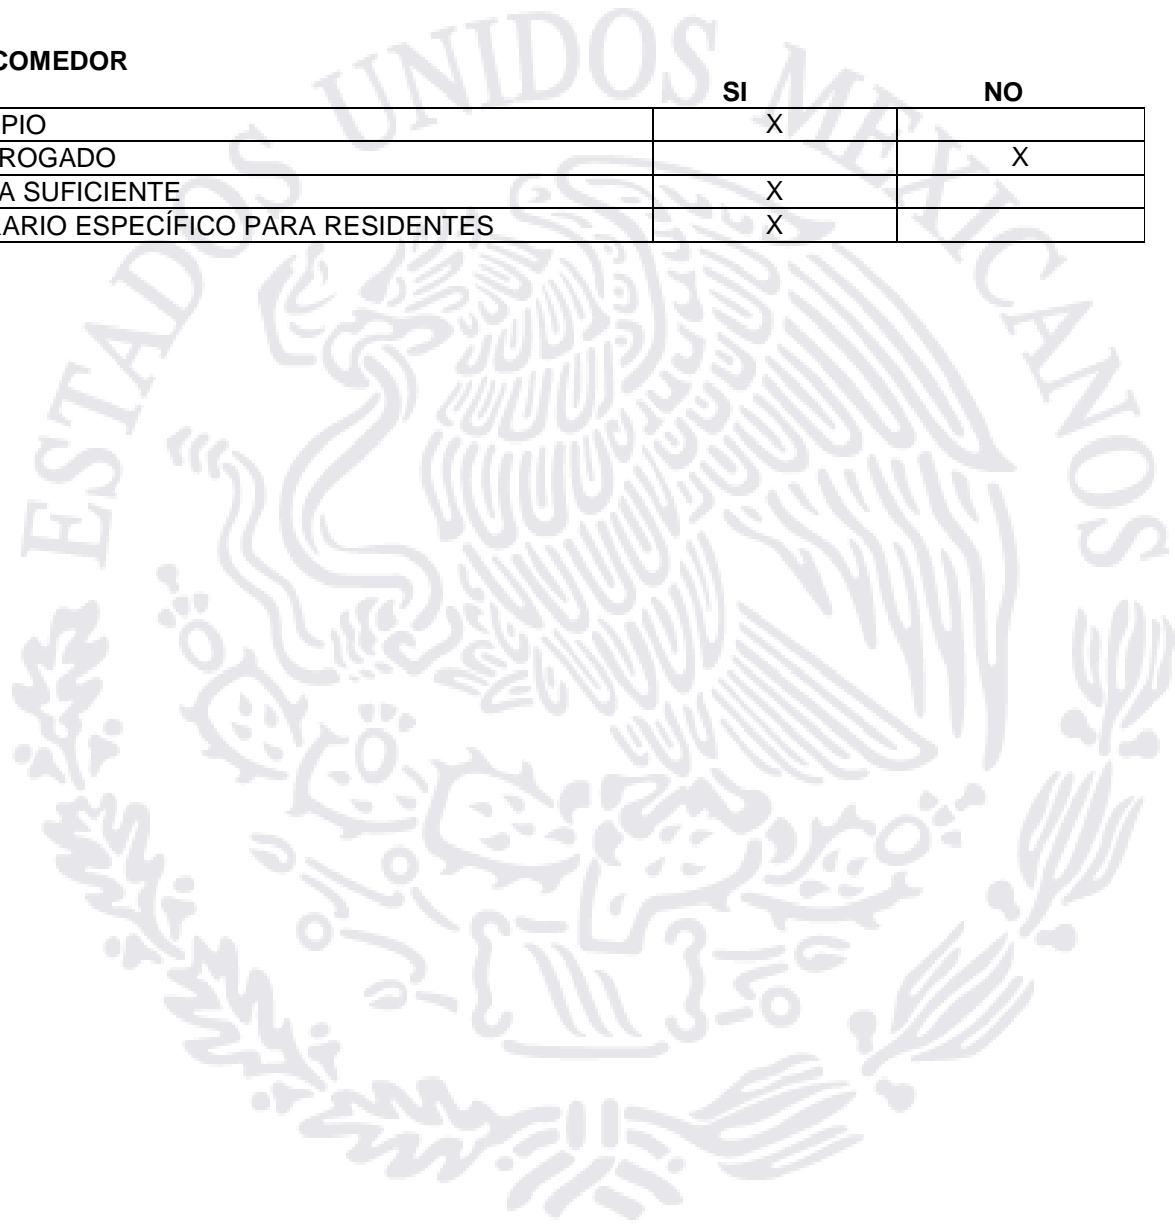 COMEDOR
SI NO
PIO X
ROGADO X
A SUFICIENTE X
ARIO ESPECÍFICO PARA RESIDENTES X
ESTADOS UNIDOS MEXICANOS